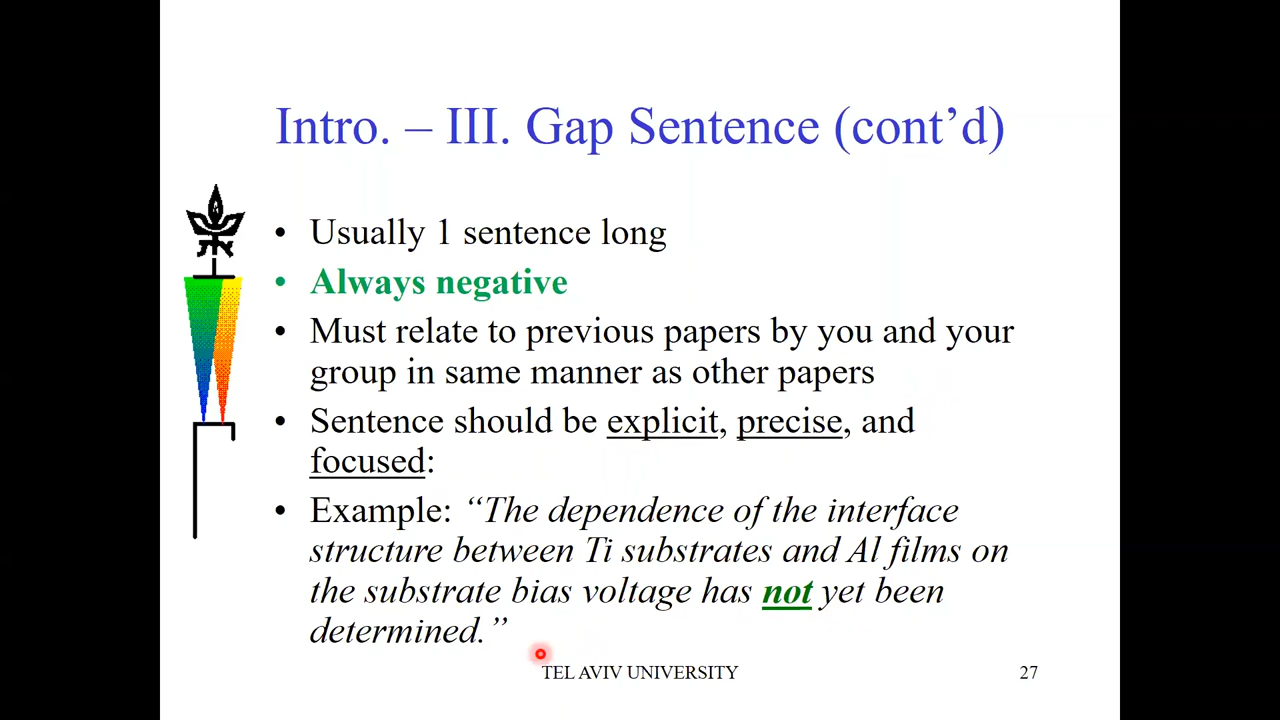 Intro. – III. Gap Sentence (cont’d)
• Usually 1 sentence long
• Always negative
• Must relate to previous papers by you and your
group in same manner as other papers
• Sentence should be explicit, precise, and
focused:
• Example: “The dependence of the interface
structure between Ti substrates and Al films on
the substrate bias voltage has not yet been
determined.”
TEL AVIV UNIVERSITY
27